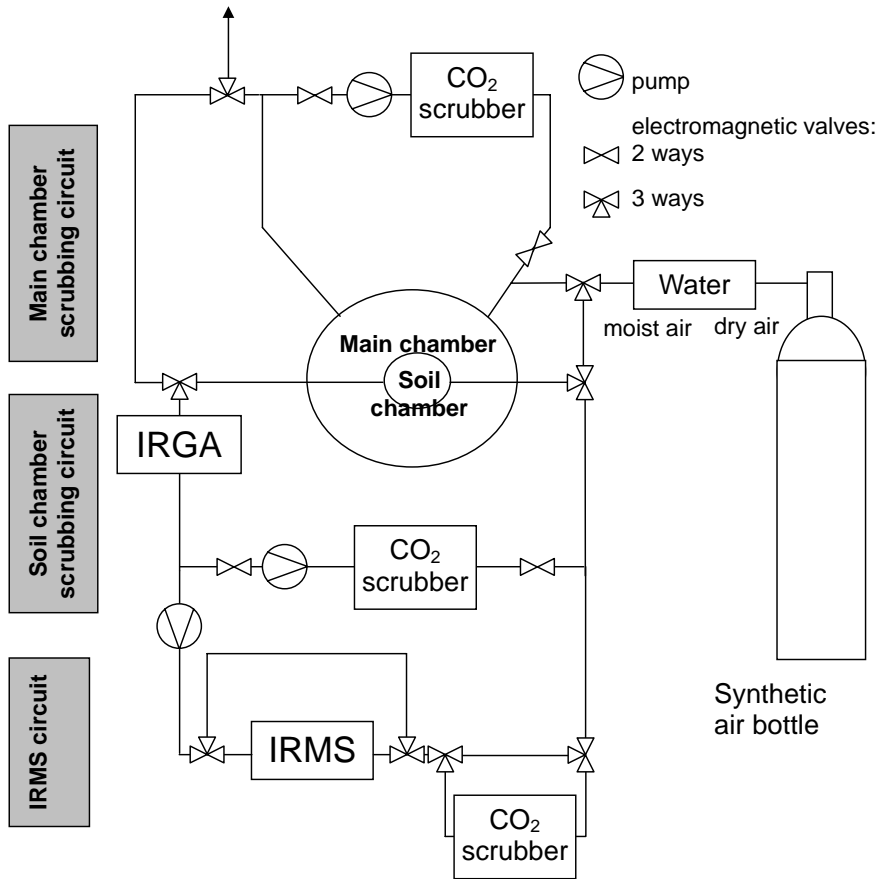 CO₂
scrubber
pump
electromagnetic valves:
2 ways
3 ways
Main chamber
scrubbing circuit
Water
moist air
dry air
Main chamber
Soil
chamber
IRGA
Soil chamber
scrubbing circuit
CO₂
scrubber
Synthetic
air bottle
IRMS circuit
IRMS
CO₂
scrubber